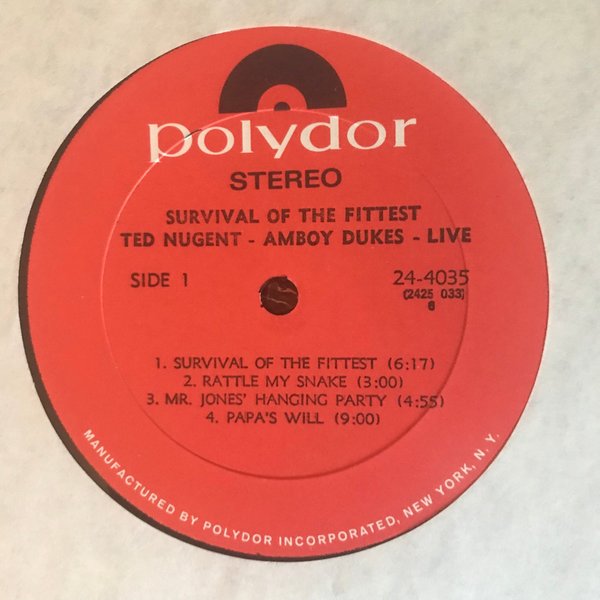 polydor
STEREO
SURVIVAL OF THE FITTEST
TED NUGENT - AMBOY DUKES - LIVE
SIDE 1
24-4035
(2425 033)
6
1. SURVIVAL OF THE FITTEST (6:17)
2. RATTLE MY SNAKE (3:00)
3. MR. JONES' HANGING PARTY (4:55)
4. PAPA'S WILL (9:00)
MANUFACTURED BY POLYDOR INCORPORATED, NEW YORK, N. Y.